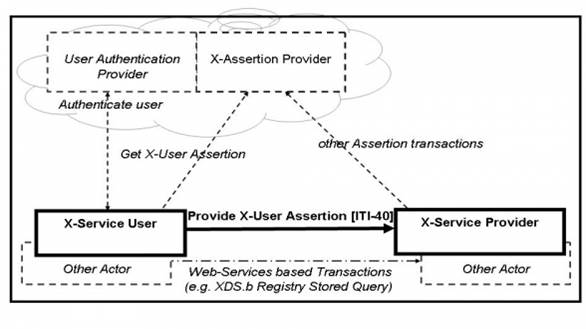 User Authentication
Provider
X-Assertion Provider
Authenticate user
Get X-User Assertion
other Assertion transactions
X-Service User
Provide X-User Assertion [ITI-40]
X-Service Provider
Other Actor
Web-Services based Transactions
(e.g. XDS.b Registry Stored Query)
Other Actor